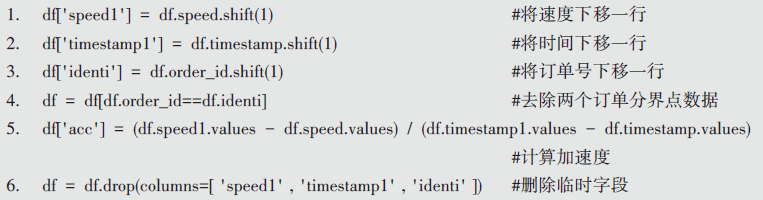 1. df['speed1'] = df.speed.shift(1) #将速度下移一行
2. df['timestamp1'] = df.timestamp.shift(1) #将时间下移一行
3. df['identi'] = df.order_id.shift(1) #将订单号下移一行
4. df = df[df.order_id==df.identi] #去除两个订单分界点数据
5. df['acc'] = (df.speed1.values - df.speed.values) / (df.timestamp1.values - df.timestamp.values)
#计算加速度
6. df = df.drop(columns=[ 'speed1' , 'timestamp1' , 'identi' ]) #删除临时字段